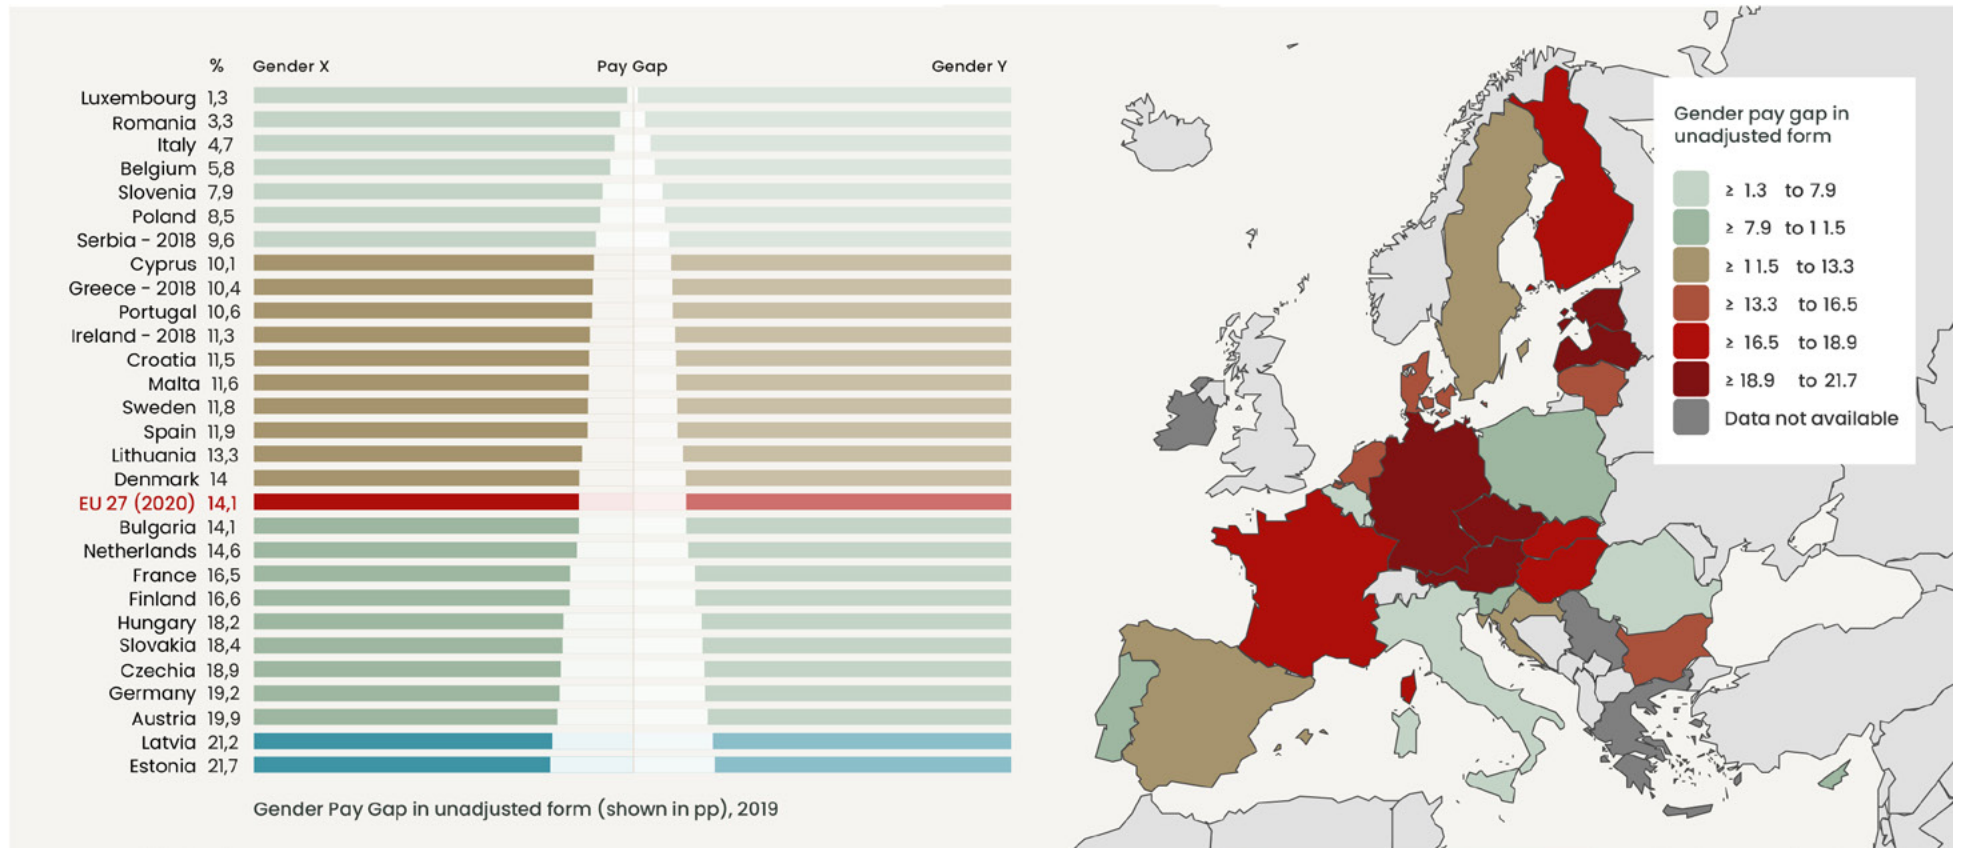 % Gender X Pay Gap Gender Y
Luxembourg 1,3
Romania 3,3
Italy 4,7
Belgium 5,8
Slovenia 7,9
Poland 8,5
Serbia - 2018 9,6
Cyprus 10,1
Greece - 2018 10,4
Portugal 10,6
Ireland - 2018 11,3
Croatia 11,5
Malta 11,6
Sweden 11,8
Spain 11,9
Lithuania 13,3
Denmark 14
EU 27 (2020) 14,1
Bulgaria 14,1
Netherlands 14,6
France 16,5
Finland 16,6
Hungary 18,2
Slovakia 18,4
Czechia 18,9
Germany 19,2
Austria 19,9
Latvia 21,2
Estonia 21,7
Gender Pay Gap in unadjusted form (shown in pp), 2019
Gender pay gap in
unadjusted form
≥ 1.3 to 7.9
≥ 7.9 to 1 1.5
≥ 1 1.5 to 13.3
≥ 13.3 to 16.5
≥ 16.5 to 18.9
≥ 18.9 to 21.7
Data not available